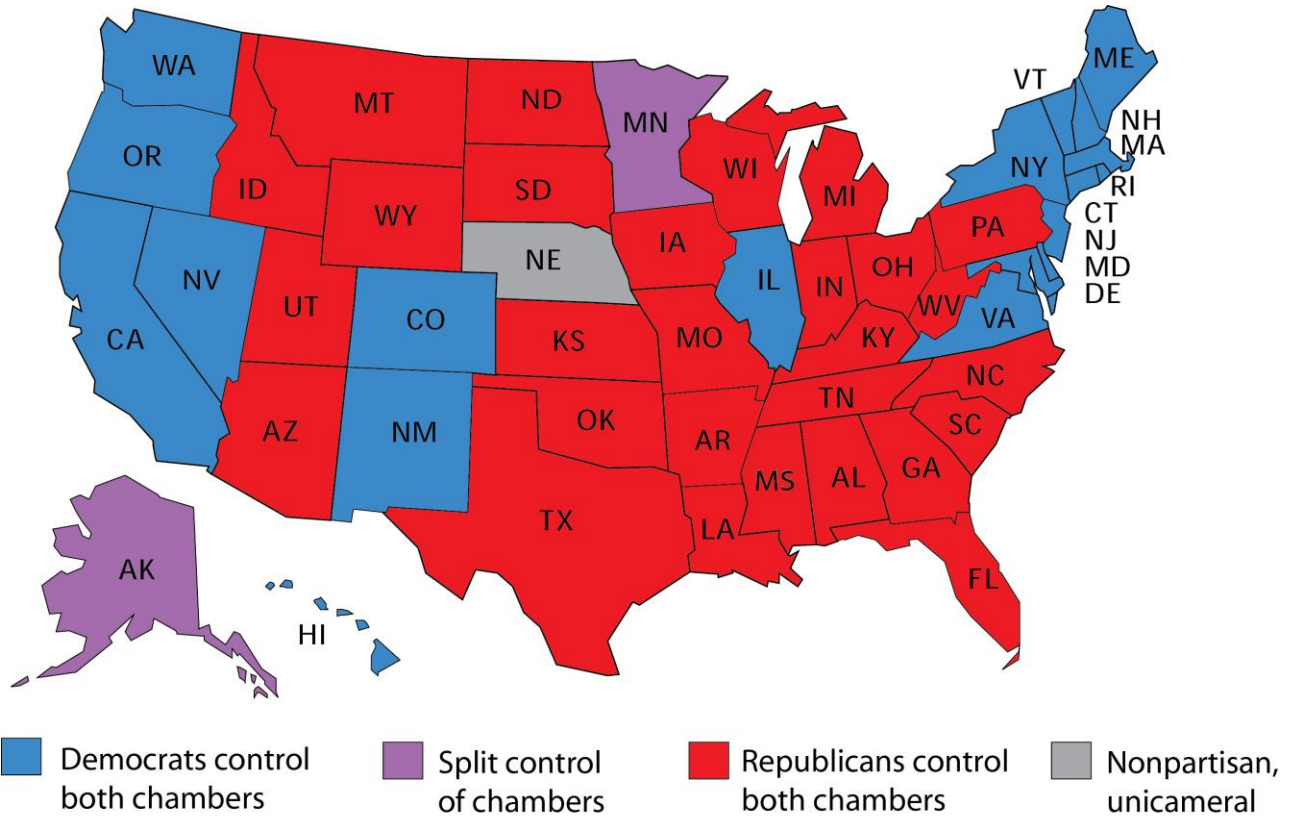 WA
MT
ND
MN
ME
VT
NH
MA
OR
ID
SD
WI
MI
NY
RI
WY
IA
PA
CT
NJ
MD
DE
NV
UT
CO
NE
IL
IN
OH
WV
VA
CA
KS
MO
KY
NC
AZ
NM
OK
AR
TN
SC
MS
AL
GA
TX
LA
AK
FL
HI
Democrats control
both chambers
Split control
of chambers
Republicans control
both chambers
Nonpartisan,
unicameral